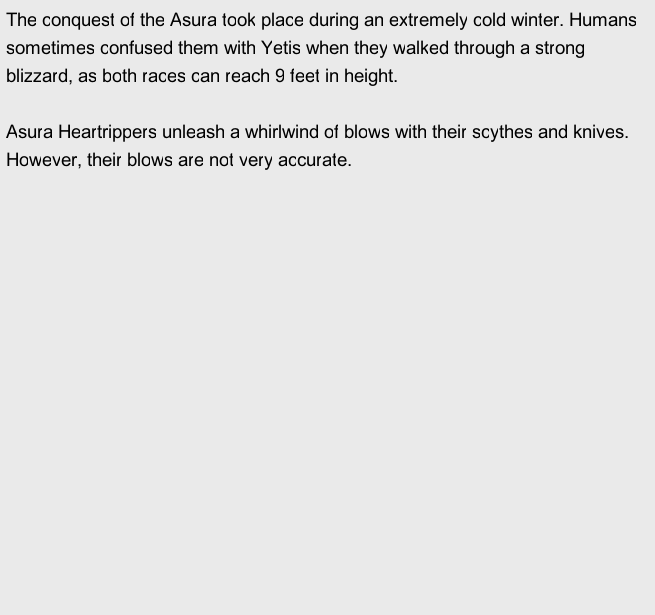 The conquest of the Asura took place during an extremely cold winter. Humans
sometimes confused them with Yetis when they walked through a strong
blizzard, as both races can reach 9 feet in height.
Asura Heartrippers unleash a whirlwind of blows with their scythes and knives.
However, their blows are not very accurate.